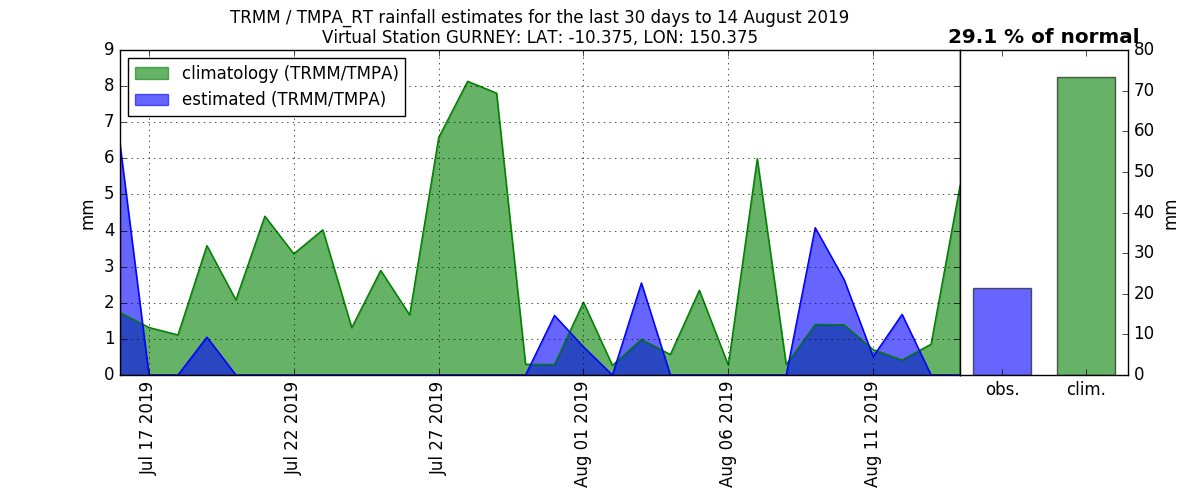 TRMM / TMPA_RT rainfall estimates for the last 30 days to 14 August 2019
Virtual Station GURNEY: LAT: -10.375, LON: 150.375
29.1 % of normal
climatology (TRMM/TMPA)
estimated (TRMM/TMPA)
9
8
7
6
5
4
3
2
1
0
mm
80
70
60
50
40
30
20
10
0
mm
Jul 17 2019
Jul 22 2019
Jul 27 2019
Aug 01 2019
Aug 06 2019
Aug 11 2019
obs.
clim.